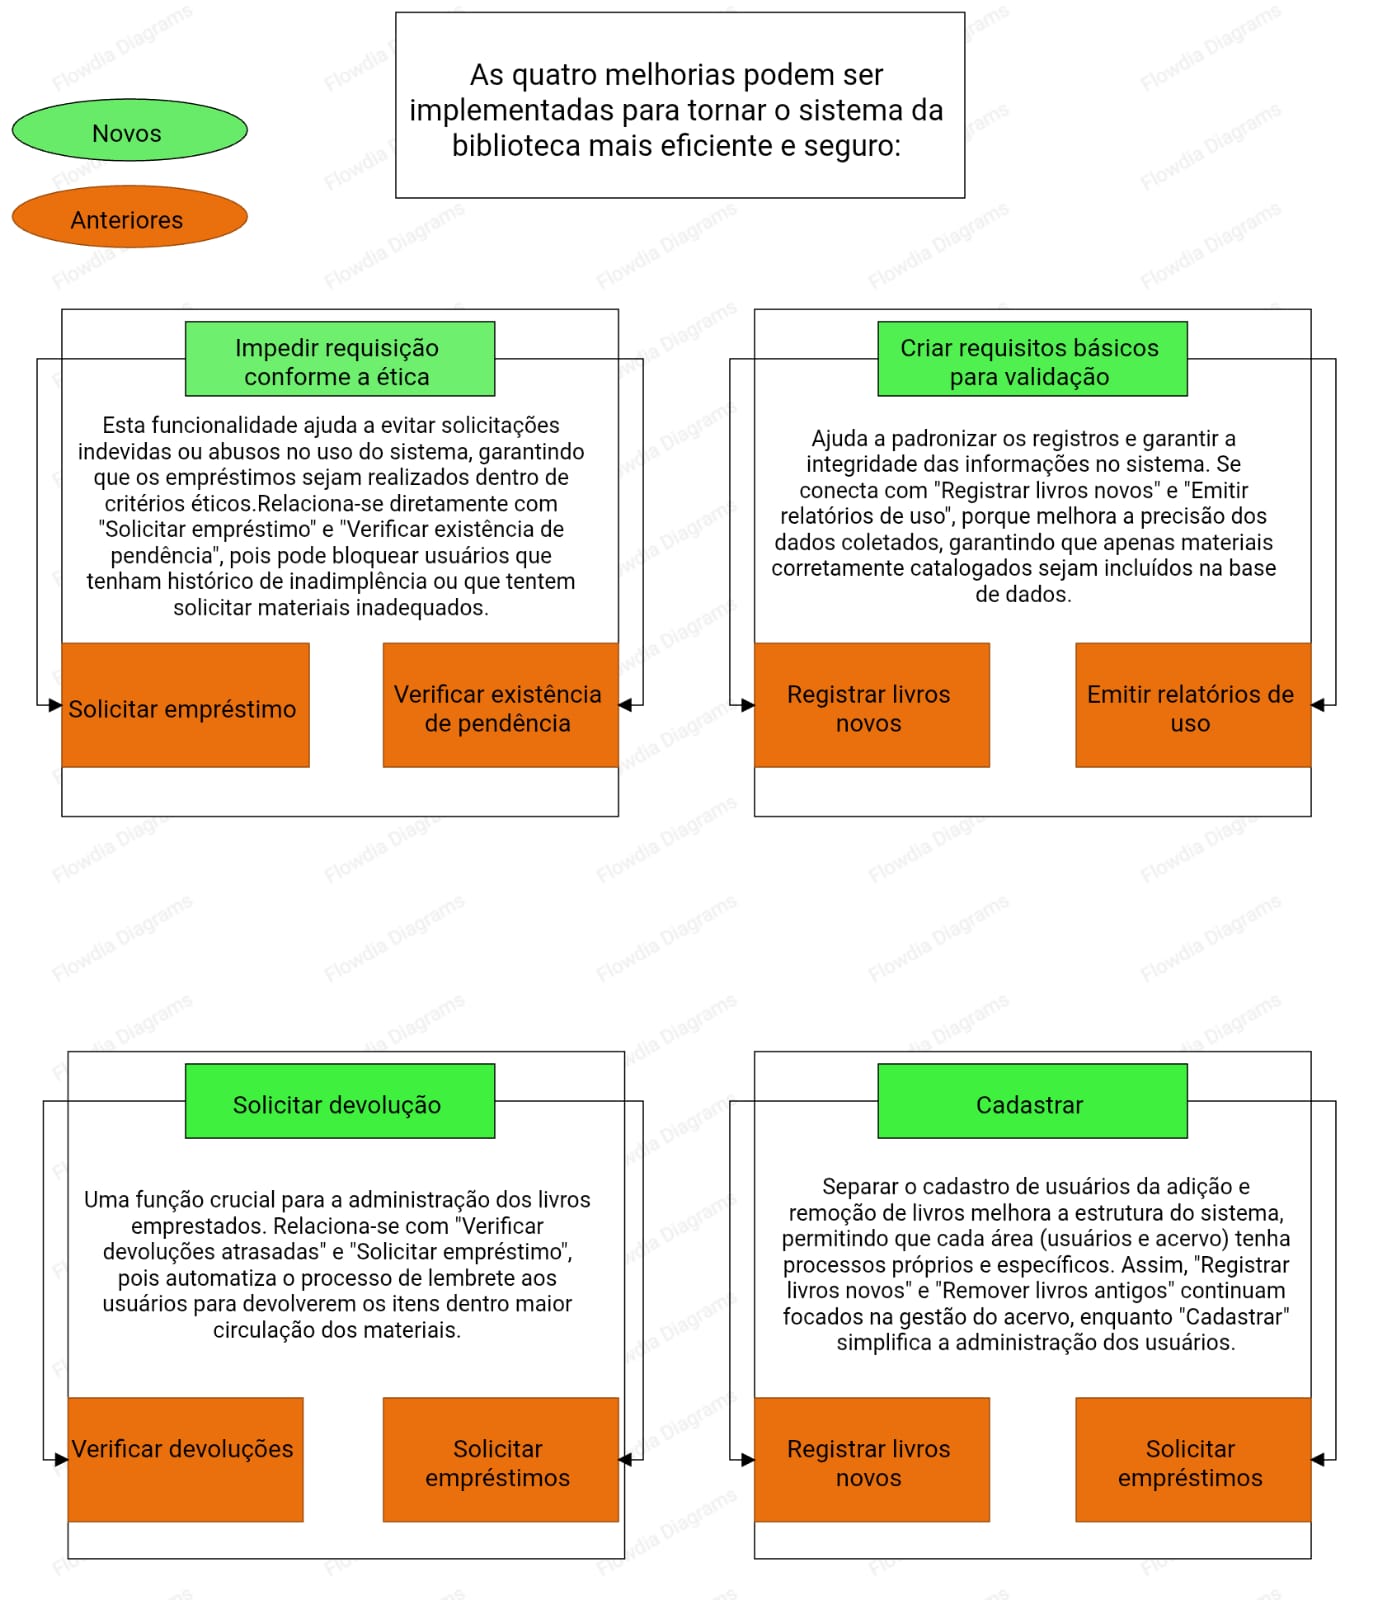 As quatro melhorias podem ser
implementadas para tornar o sistema da
biblioteca mais eficiente e seguro:
Novos
Anteriores
Impedir requisição
conforme a ética
Esta funcionalidade ajuda a evitar solicitações
indevidas ou abusos no uso do sistema, garantindo
que os empréstimos sejam realizados dentro de
critérios éticos.Relaciona-se diretamente com
"Solicitar empréstimo" e "Verificar existência de
pendência", pois pode bloquear usuários que
tenham histórico de inadimplência ou que tentem
solicitar materiais inadequados.
Solicitar empréstimo
Verificar existência
de pendência
Criar requisitos básicos
para validação
Ajuda a padronizar os registros e garantir a
integridade das informações no sistema. Se
conecta com "Registrar livros novos" e "Emitir
relatórios de uso", porque melhora a precisão dos
dados coletados, garantindo que apenas materiais
corretamente catalogados sejam incluídos na base
de dados.
Registrar livros
novos
Emitir relatórios de
uso
Solicitar devolução
Uma função crucial para a administração dos livros
emprestados. Relaciona-se com "Verificar
devoluções atrasadas" e "Solicitar empréstimo",
pois automatiza o processo de lembrete aos
usuários para devolverem os itens dentro maior
circulação dos materiais.
Verificar devoluções
Solicitar
empréstimos
Cadastrar
Separar o cadastro de usuários da adição e
remoção de livros melhora a estrutura do sistema,
permitindo que cada área (usuários e acervo) tenha
processos próprios e específicos. Assim, "Registrar
livros novos" e "Remover livros antigos" continuam
focados na gestão do acervo, enquanto "Cadastrar"
simplifica a administração dos usuários.
Registrar livros
novos
Solicitar
empréstimos
Flowdia Diagrams